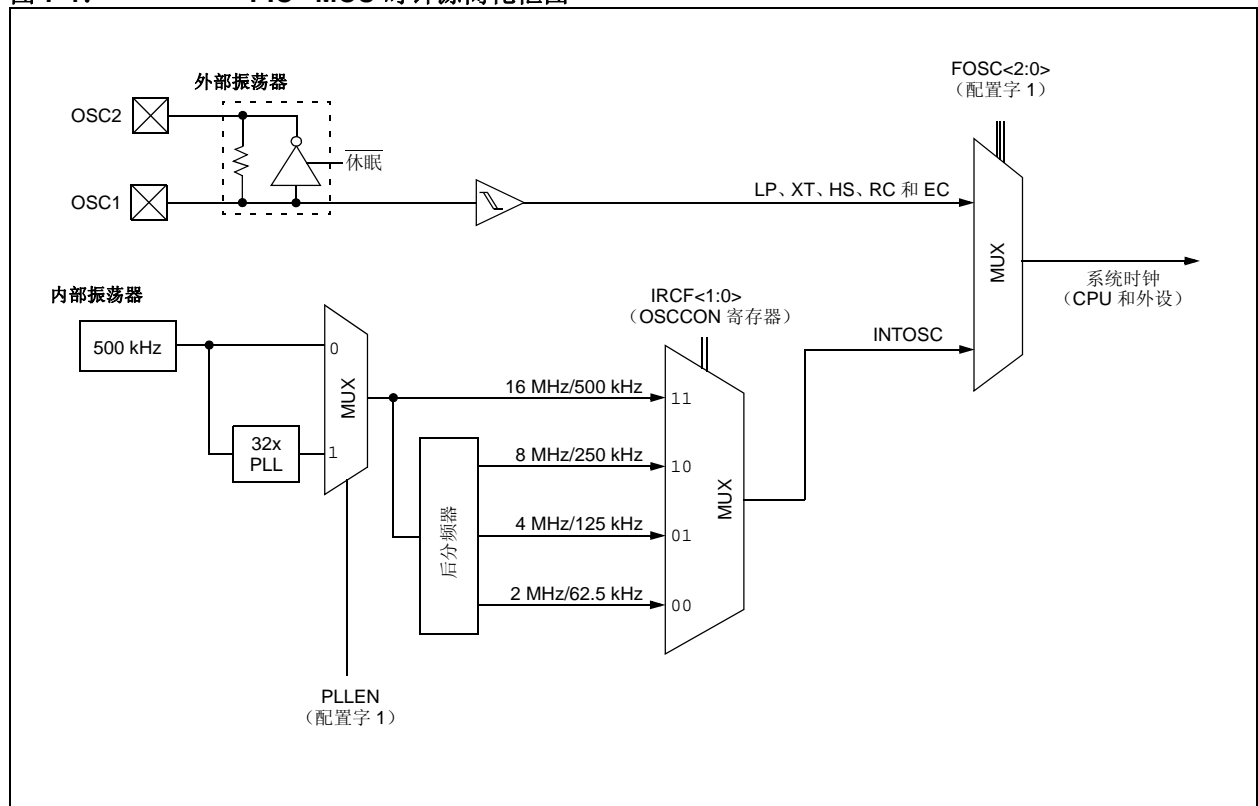 外部振荡器
OSC2
OSC1
休眠
FOSC<2:0>
（配置字 1）
LP、XT、HS、RC 和 EC
MUX
系统时钟
（CPU 和外设）
内部振荡器
500 kHz
0
MUX
1
32x
PLL
PLLEN
（配置字 1）
IRCF<1:0>
（OSCCON 寄存器）
INTOSC
16 MHz/500 kHz
11
8 MHz/250 kHz
10
4 MHz/125 kHz
01
2 MHz/62.5 kHz
00
后分频器
MUX